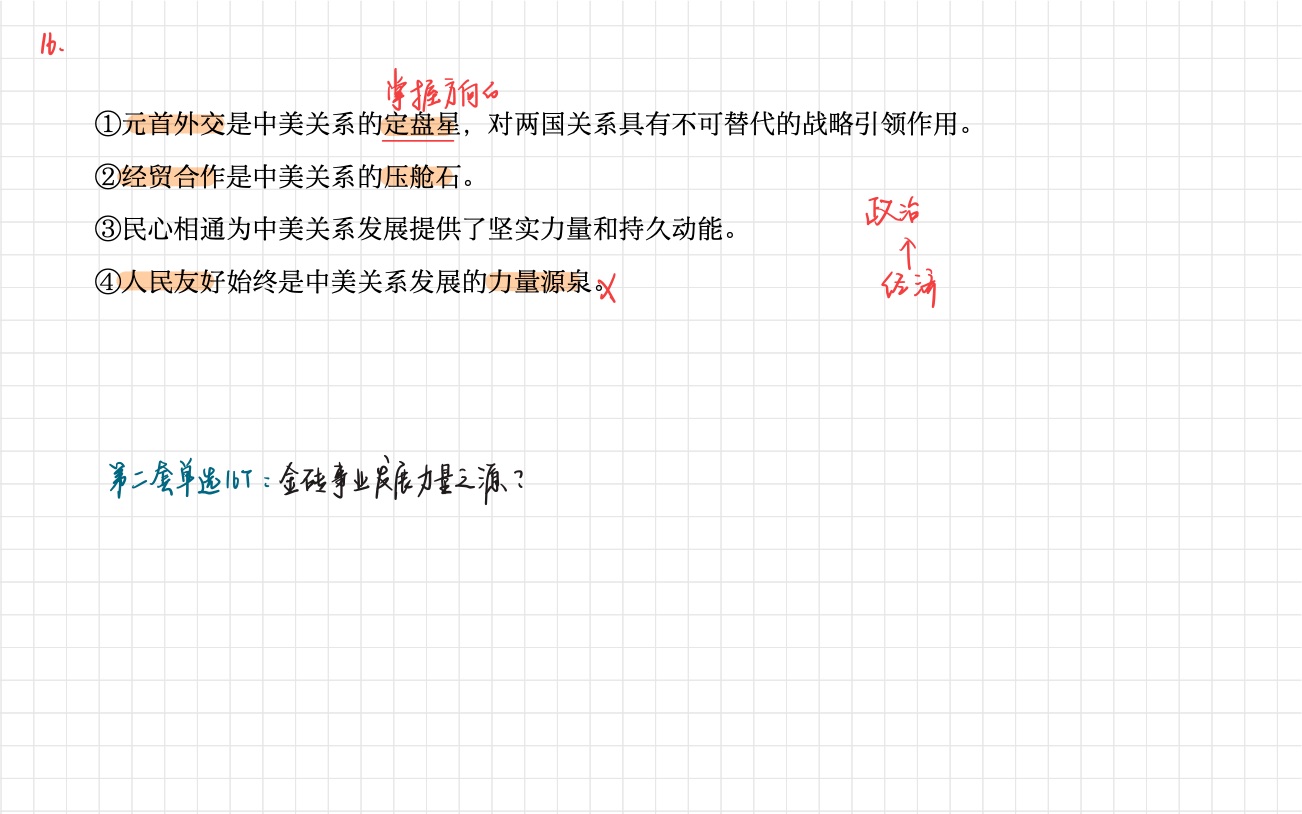 16.
掌握方向的
①元首外交是中美关系的定盘星，对两国关系具有不可替代的战略引领作用。
②经贸合作是中美关系的压舱石。
政治
③民心相通为中美关系发展提供了坚实力量和持久动能。
↑
④人民友好始终是中美关系发展的力量源泉。✗
经济
第二套单选16T：金砖事业发展力量之源？